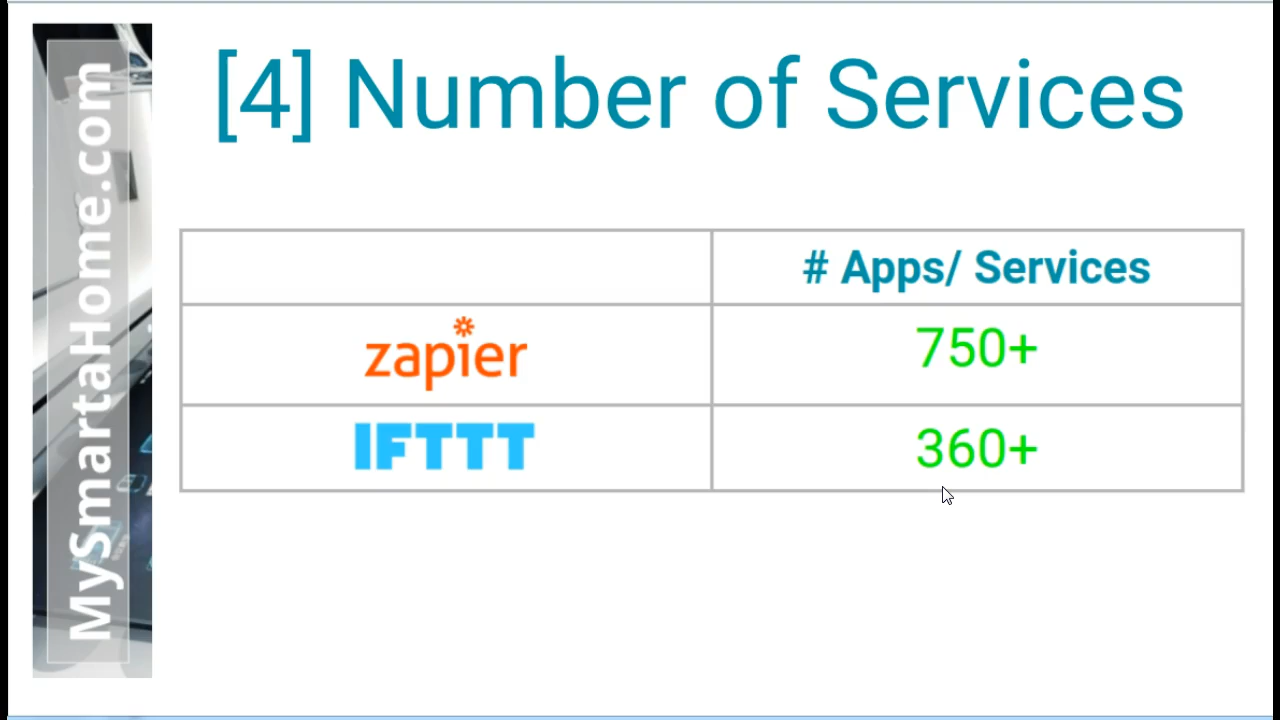 MySmartaHome.com
[4] Number of Services
# Apps/ Services
zapier
750+
IFTTT
360+